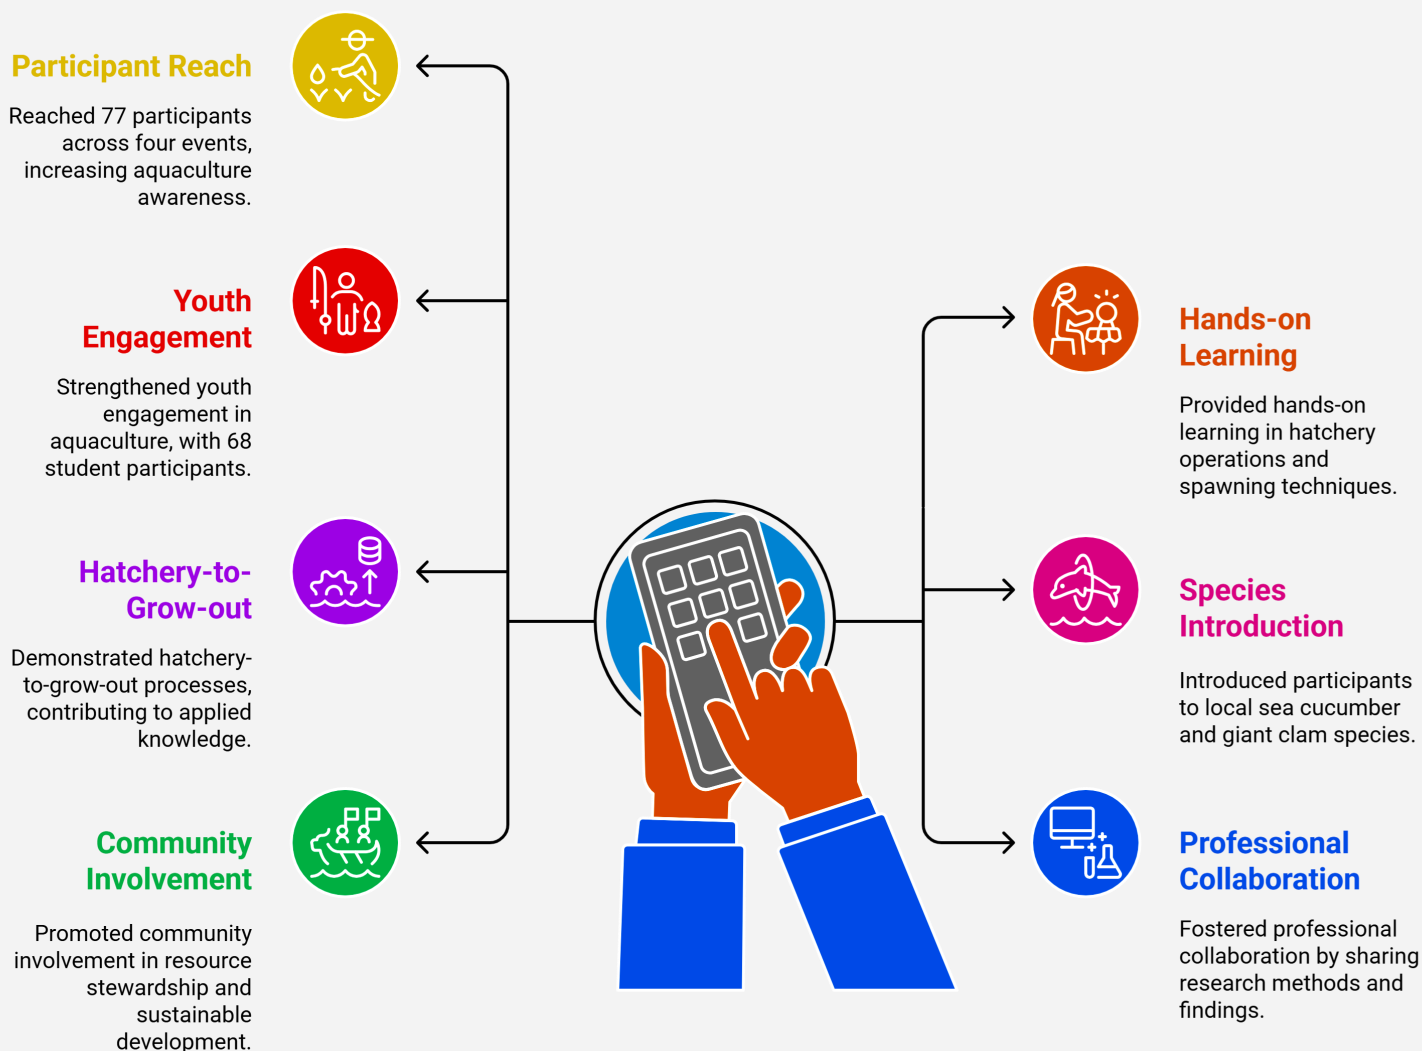 Participant Reach
Reached 77 participants
across four events,
increasing aquaculture
awareness.
Youth
Engagement
Strengthened youth
engagement in
aquaculture, with 68
student participants.
Hatchery-to-
Grow-out
Demonstrated hatchery-
to-grow-out processes,
contributing to applied
knowledge.
Community
Involvement
Promoted community
involvement in resource
stewardship and
sustainable
development.
Hands-on
Learning
Provided hands-on
learning in hatchery
operations and
spawning techniques.
Species
Introduction
Introduced participants
to local sea cucumber
and giant clam species.
Professional
Collaboration
Fostered professional
collaboration by sharing
research methods and
findings.